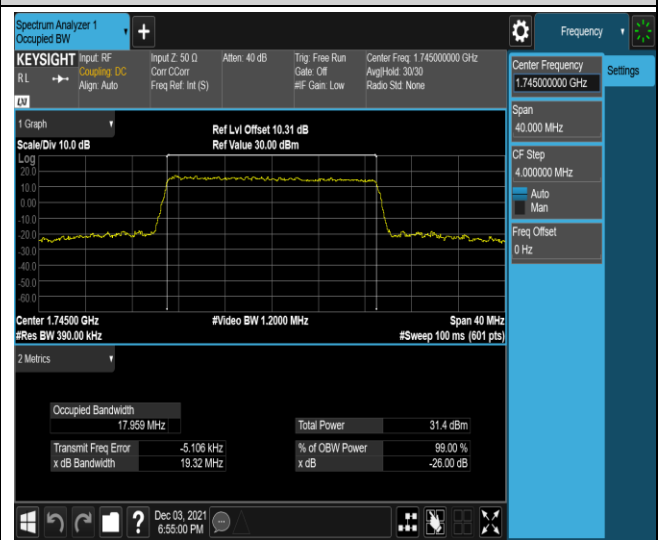 Spectrum Analyzer 1
Occupied BW
+
Frequency
KEYSIGHT
RL
LXI
Input: RF
Coupling: DC
Align: Auto
Input Z: 50 Ω
Corr CCorr
Freq Ref: Int (S)
Atten: 40 dB
Trig: Free Run
Gate: Off
#IF Gain: Low
Center Freq: 1.745000000 GHz
Avg|Hold: 30/30
Radio Std: None
Center Frequency
1.745000000 GHz
Settings
Span
40.000 MHz
CF Step
4.000000 MHz
Auto
Man
Freq Offset
0 Hz
1 Graph
Scale/Div 10.0 dB
Ref Lvl Offset 10.31 dB
Ref Value 30.00 dBm
Log
20.0
10.0
0.00
-10.0
-20.0
-30.0
-40.0
-50.0
-60.0
Center 1.74500 GHz
#Res BW 390.00 kHz
#Video BW 1.2000 MHz
Span 40 MHz
#Sweep 100 ms (601 pts)
2 Metrics
Occupied Bandwidth
17.959 MHz
Total Power 31.4 dBm
Transmit Freq Error -5.106 kHz
% of OBW Power 99.00 %
x dB Bandwidth 19.32 MHz
x dB -26.00 dB
?
Dec 03, 2021
6:55:00 PM